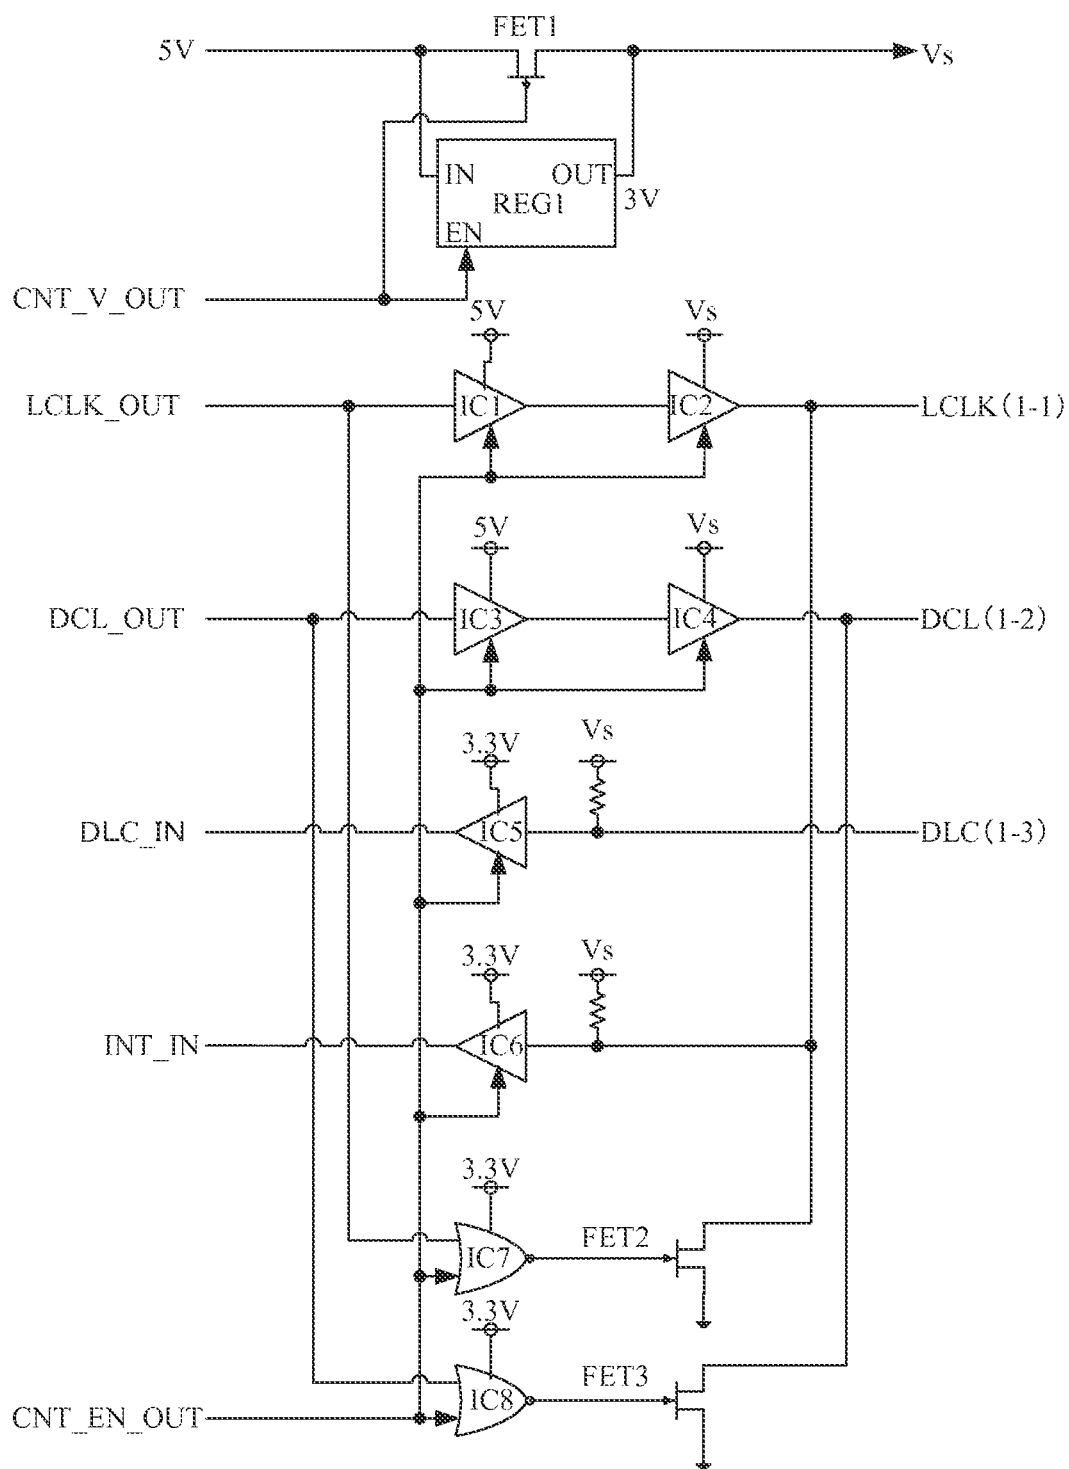 FET1
5V
Vs
IN
OUT
REG1
3V
EN
CNT_V_OUT
5V
Vs
LCLK_OUT
IC1
IC2
LCLK(1-1)
5V
Vs
DCL_OUT
IC3
IC4
DCL(1-2)
3.3V
Vs
DLC_IN
IC5
DLC(1-3)
3.3V
Vs
INT_IN
IC6
3.3V
IC7
FET2
3.3V
IC8
FET3
CNT_EN_OUT